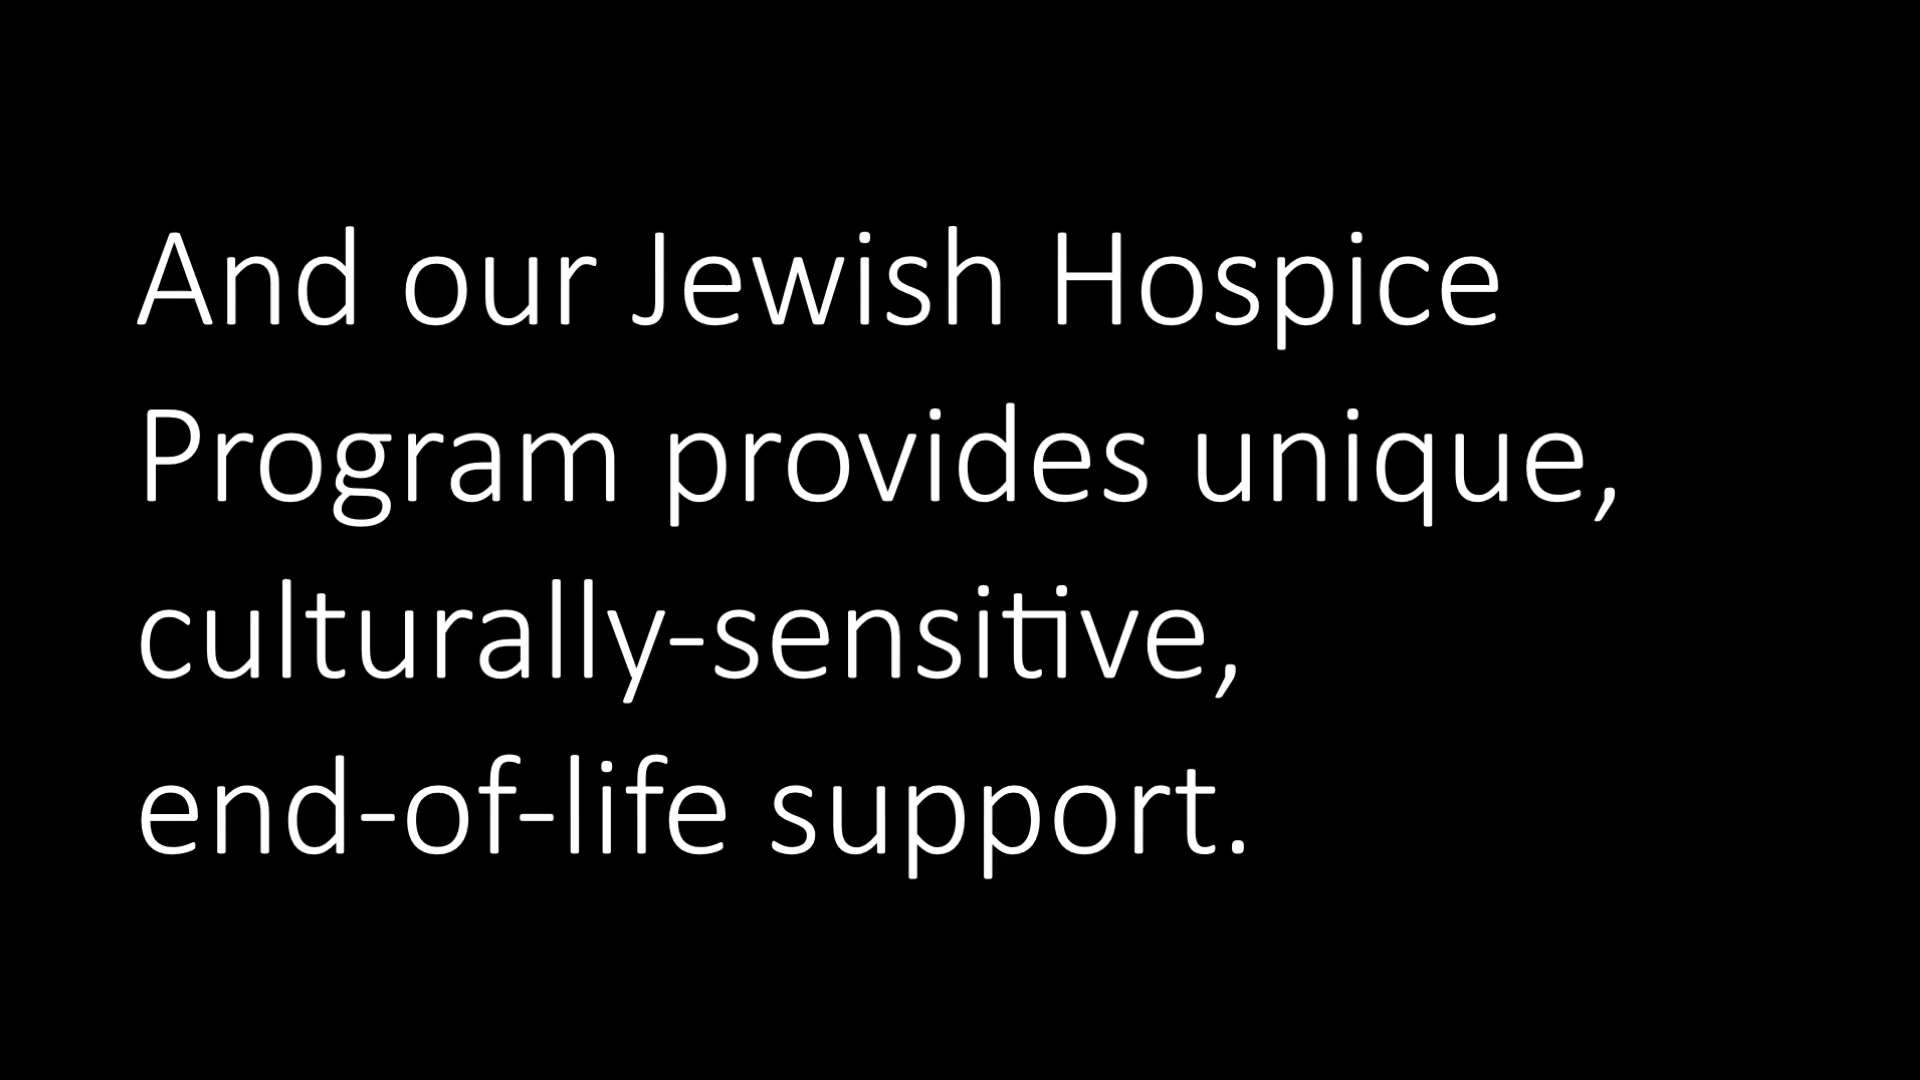 And our Jewish Hospice
Program provides unique,
culturally-sensitive,
end-of-life support.